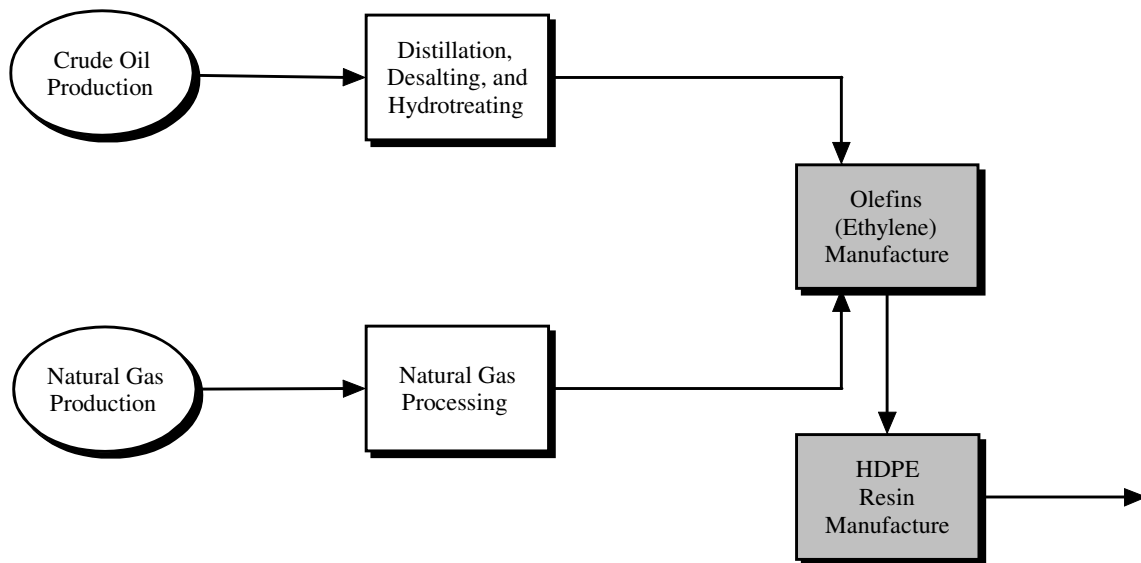 Crude Oil
Production
Distillation,
Desalting, and
Hydrotreating
Olefins
(Ethylene)
Manufacture
Natural Gas
Production
Natural Gas
Processing
HDPE
Resin
Manufacture